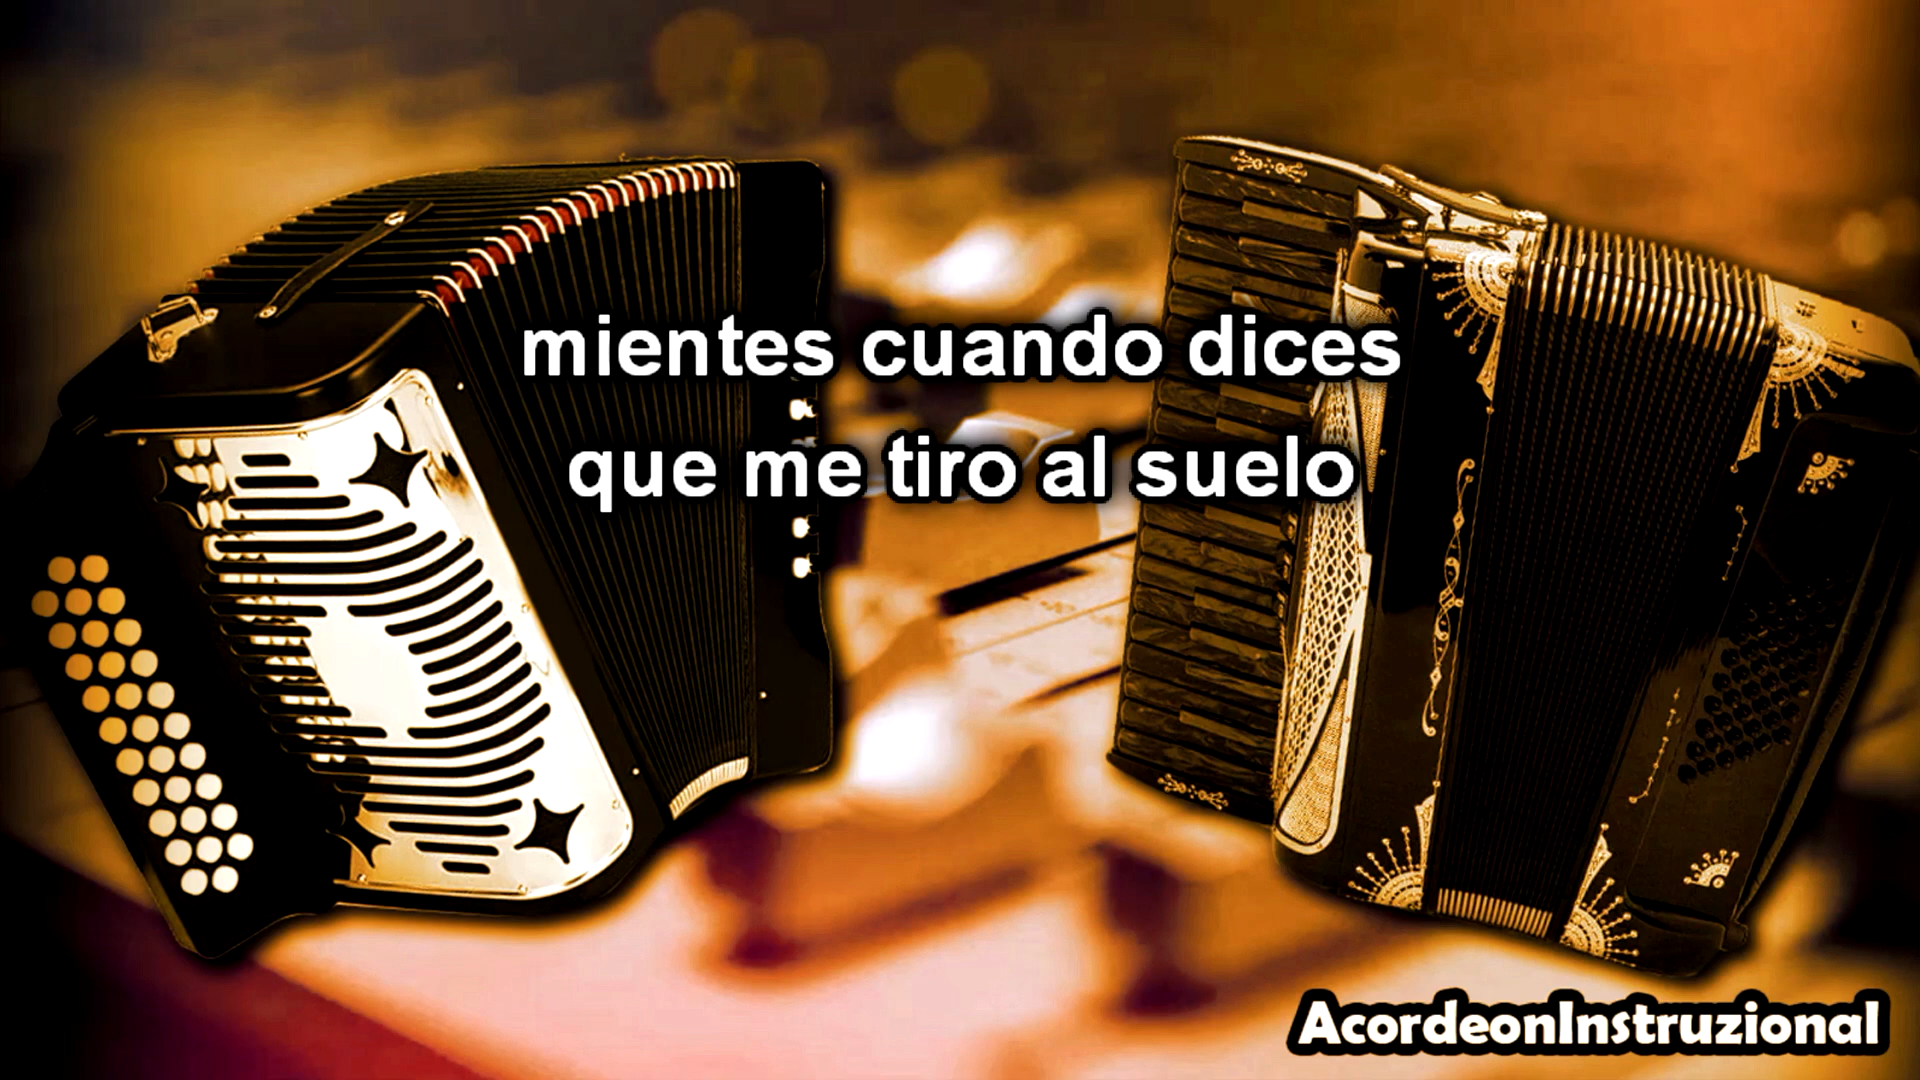 mientes cuando dices
que me tiro al suelo
AcordeonInstruzional